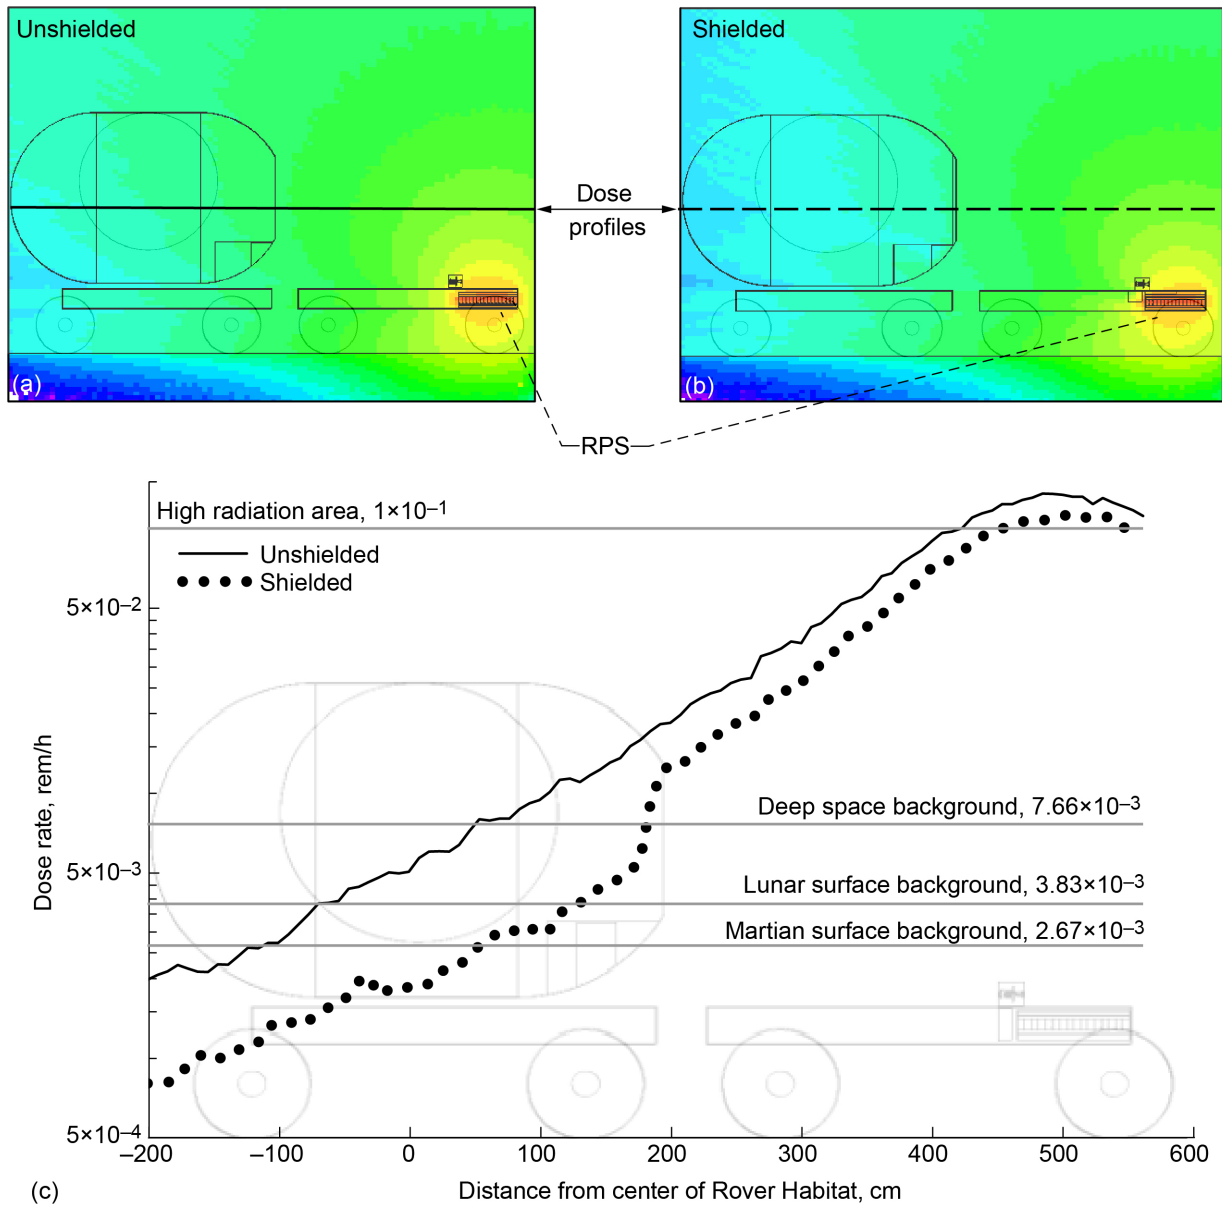 Unshielded
Shielded
Dose
profiles
(a)
(b)
RPS
High radiation area, 1×10–1
Unshielded
Shielded
5×10–2
Deep space background, 7.66×10–3
5×10–3
Lunar surface background, 3.83×10–3
Martian surface background, 2.67×10–3
5×10–4
Dose rate, rem/h
–200 –100 0 100 200 300 400 500 600
(c)
Distance from center of Rover Habitat, cm